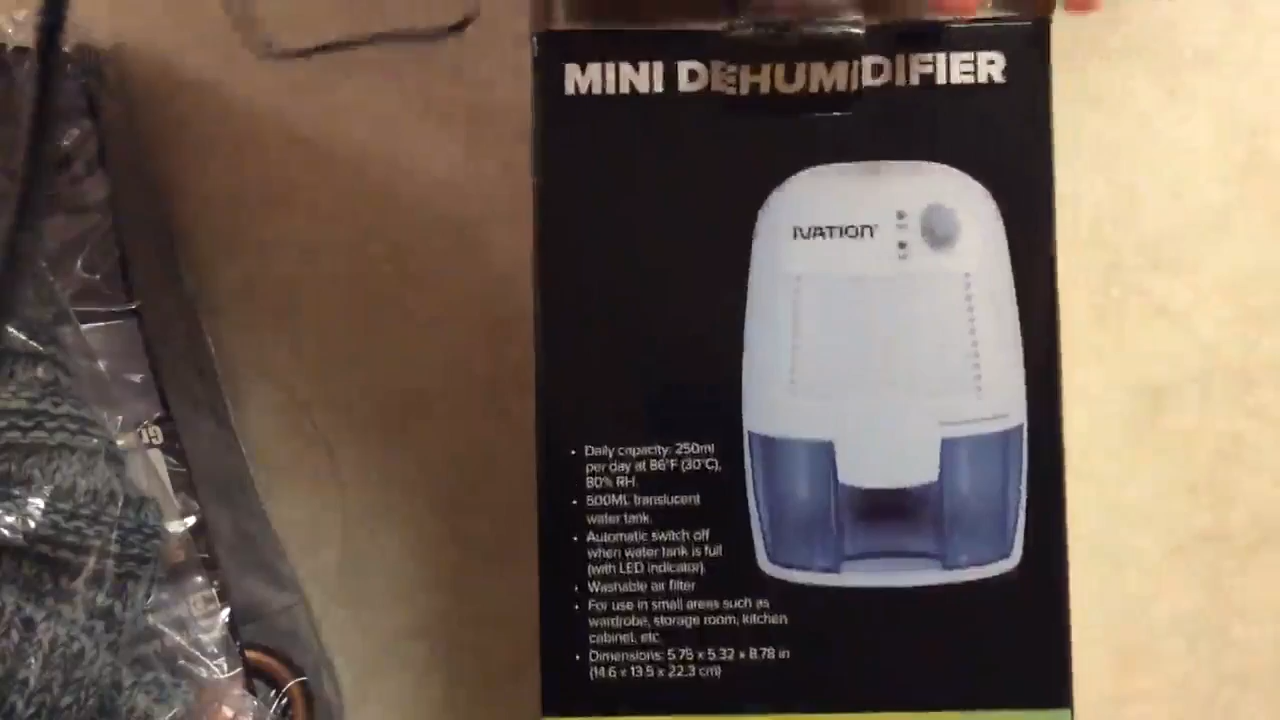 MINI DEHUMIDIFIER
IVATION
• Daily capacity: 250ml
per day at 86°F (30°C),
80% RH.
• 500ML translucent
water tank.
• Automatic switch off
when water tank is full
(with LED indicator).
• Washable air filter
• For use in small areas such as
wardrobe, storage room, kitchen
cabinet, etc.
• Dimensions: 5.75 x 5.32 x 8.78 in
(14.6 x 13.5 x 22.3 cm)